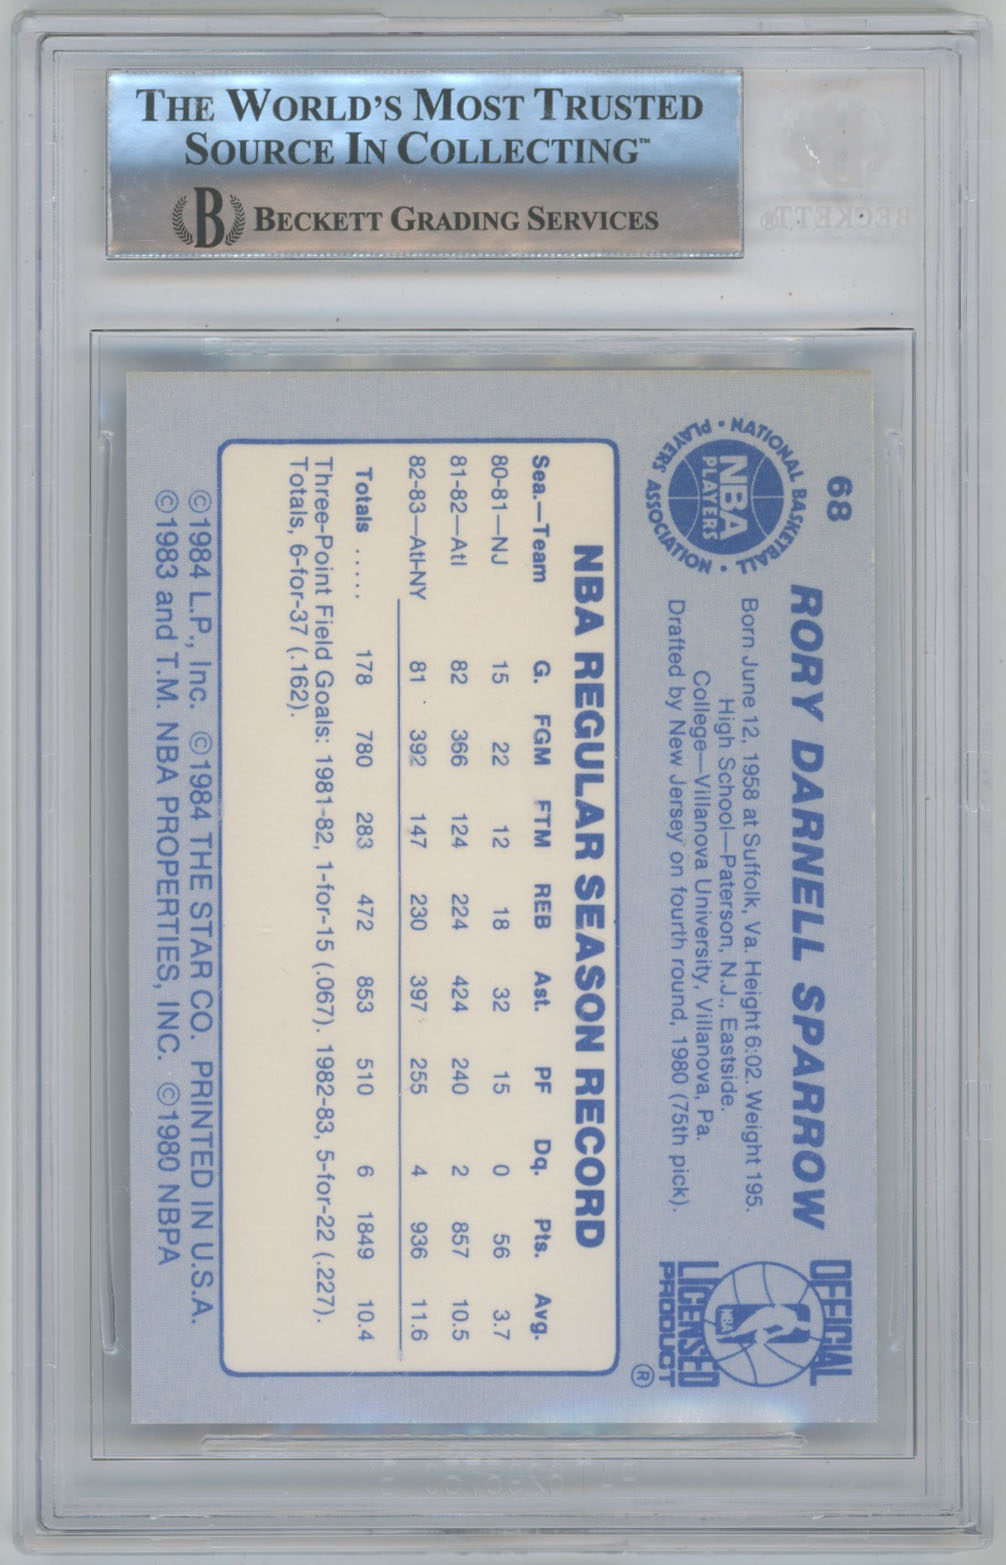 THE WORLD'S MOST TRUSTED
SOURCE IN COLLECTING™
B BECKETT GRADING SERVICES
BECKETT®
68
NATIONAL BASKETBALL PLAYERS' ASSOCIATION
NBA
PLAYERS
RORY DARNELL SPARROW
Born June 12, 1958 at Suffolk, Va. Height 6:02. Weight 195.
High School—Paterson, N.J., Eastside.
College—Villanova University, Villanova, Pa.
Drafted by New Jersey on fourth round, 1980 (75th pick).
OFFICIAL
NBA
LICENSED
PRODUCT
®
NBA REGULAR SEASON RECORD
Sea.—Team G. FGM FTM REB Ast. PF Dq. Pts. Avg.
80-81—NJ 15 22 12 18 32 15 0 56 3.7
81-82—Atl 82 366 124 224 424 240 2 857 10.5
82-83—Atl-NY 81 392 147 230 397 255 4 936 11.6
Totals ..... 178 780 283 472 853 510 6 1849 10.4
Three-Point Field Goals: 1981-82, 1-for-15 (.067). 1982-83, 5-for-22 (.227).
Totals, 6-for-37 (.162).
©1984 L.P., Inc. ©1984 THE STAR CO. PRINTED IN U.S.A.
©1983 and T.M. NBA PROPERTIES, INC. ©1980 NBPA